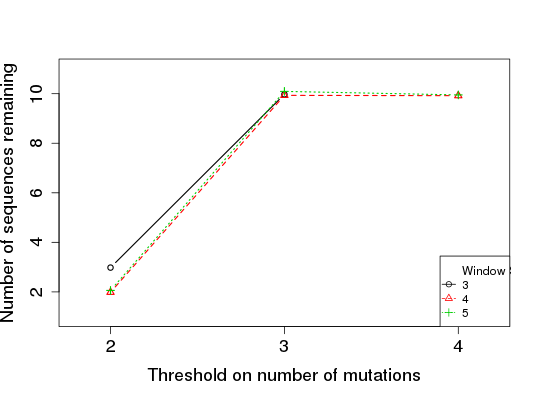 Number of sequences remaining
10
8
6
4
2
Window
3
4
5
2 3 4
Threshold on number of mutations